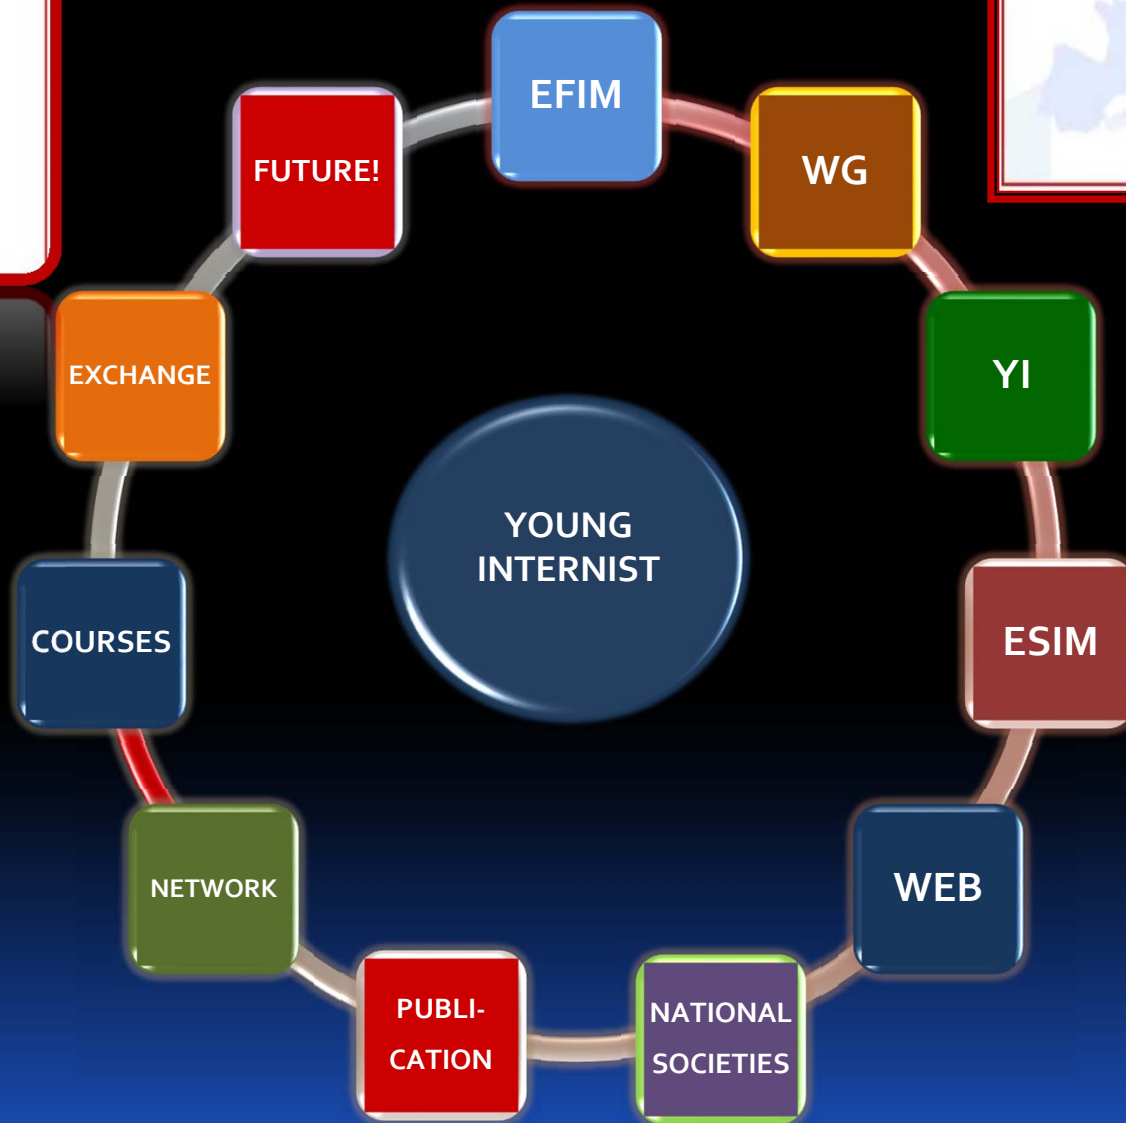 EFIM
WG
YI
ESIM
WEB
NATIONAL
SOCIETIES
PUBLI-
CATION
NETWORK
COURSES
EXCHANGE
FUTURE!
YOUNG
INTERNIST